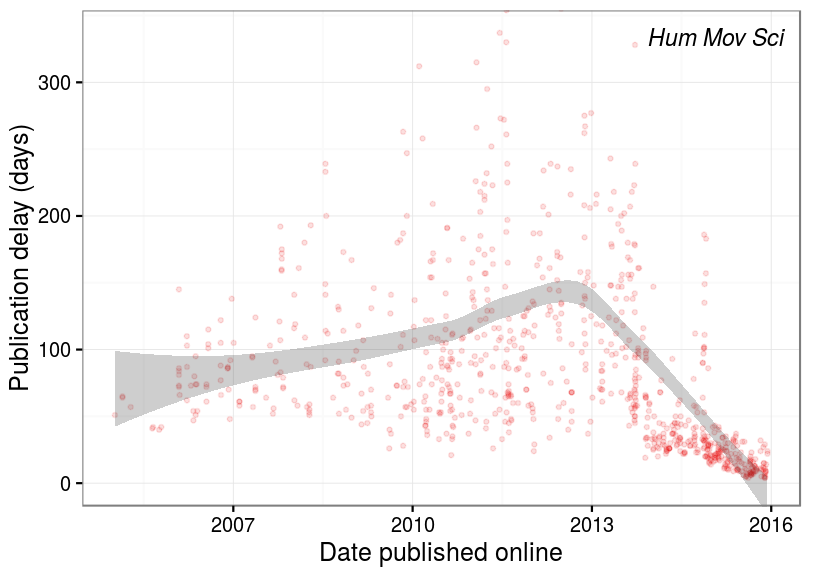 Hum Mov Sci
Publication delay (days)
300
200
100
0
2007 2010 2013 2016
Date published online